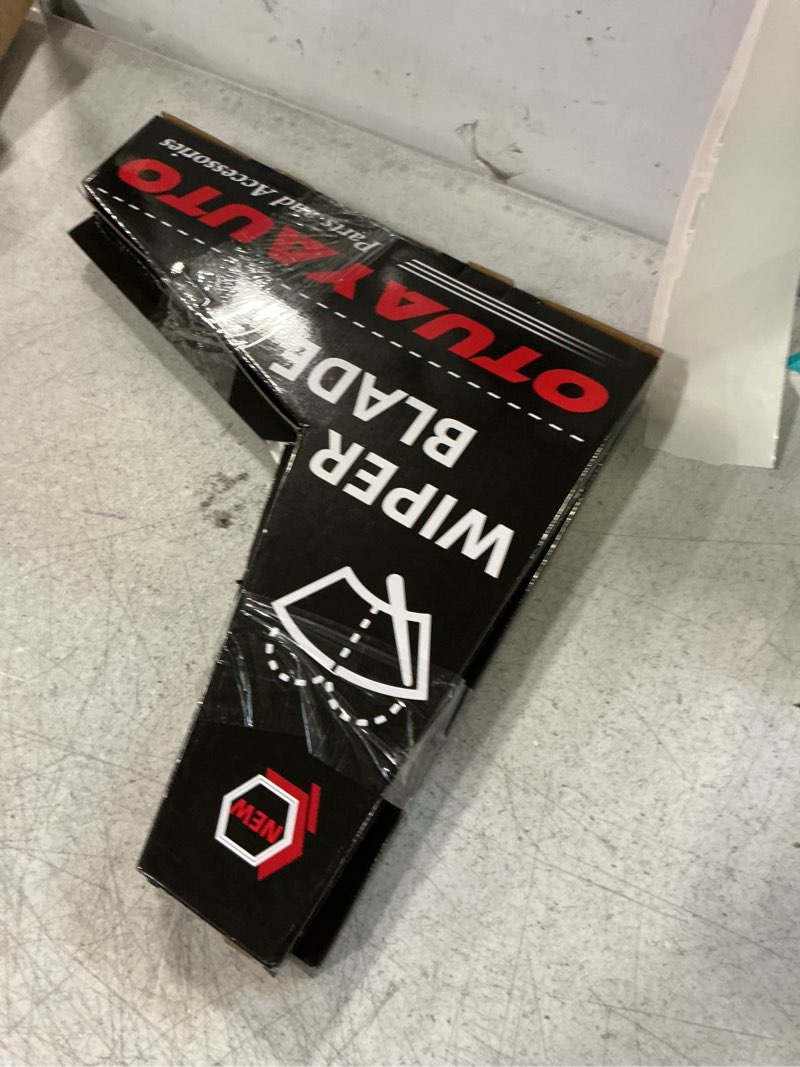 NEW
WIPER
BLADE
OTUAYAUTO
Parts and Accessories